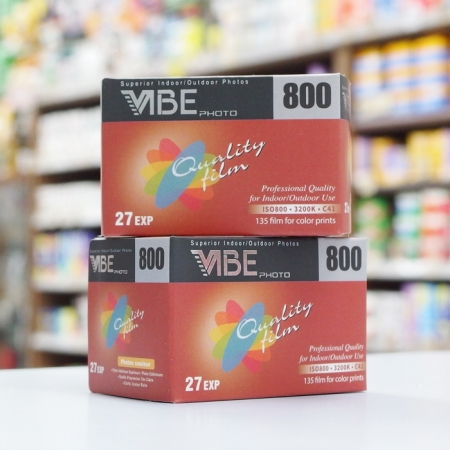 Superior Indoor/Outdoor Photos
VIBE PHOTO
800
Quality
film
Professional Quality
for Indoor/Outdoor Use
ISO800 • 3200K • C41
27 EXP
135 film for color prints
Superior Indoor/Outdoor Photos
VIBE PHOTO
800
VIBE PHOTO
800
Quality
film
27 EXP
Quality
film
Professional Quality
for Indoor/Outdoor Use
ISO800 • 3200K • C41
27 EXP
135 film for color prints